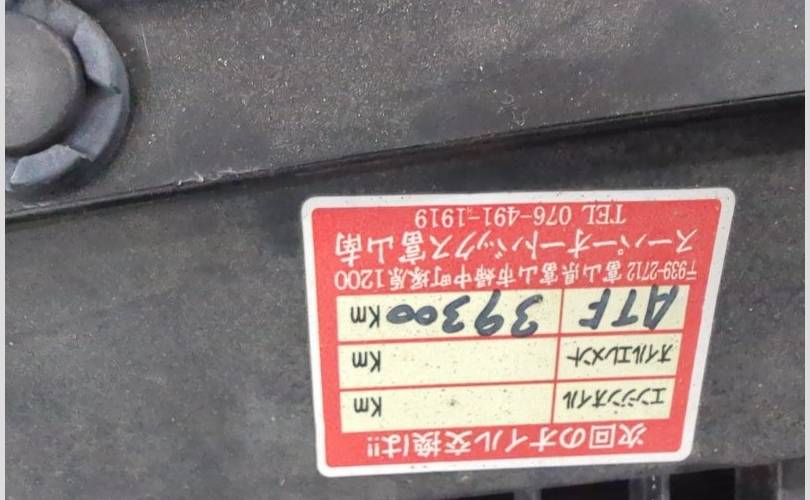 次回のオイル交換は!!
エンジンオイル Km
オイルエレメント Km
ATF 39300 Km
〒939-2712 富山県富山市婦中町塚原1200
スーパーオートバックス富山南
TEL 076-491-1919